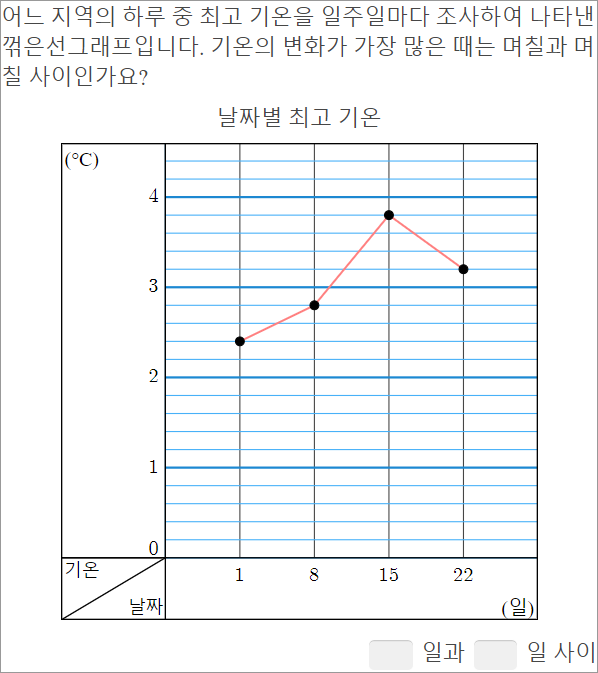 어느 지역의 하루 중 최고 기온을 일주일마다 조사하여 나타낸
꺾은선그래프입니다. 기온의 변화가 가장 많은 때는 며칠과 며
칠 사이인가요?
날짜별 최고 기온
(°C)
4
3
2
1
0
기온
날짜
1 8 15 22
(일)
일과 일 사이